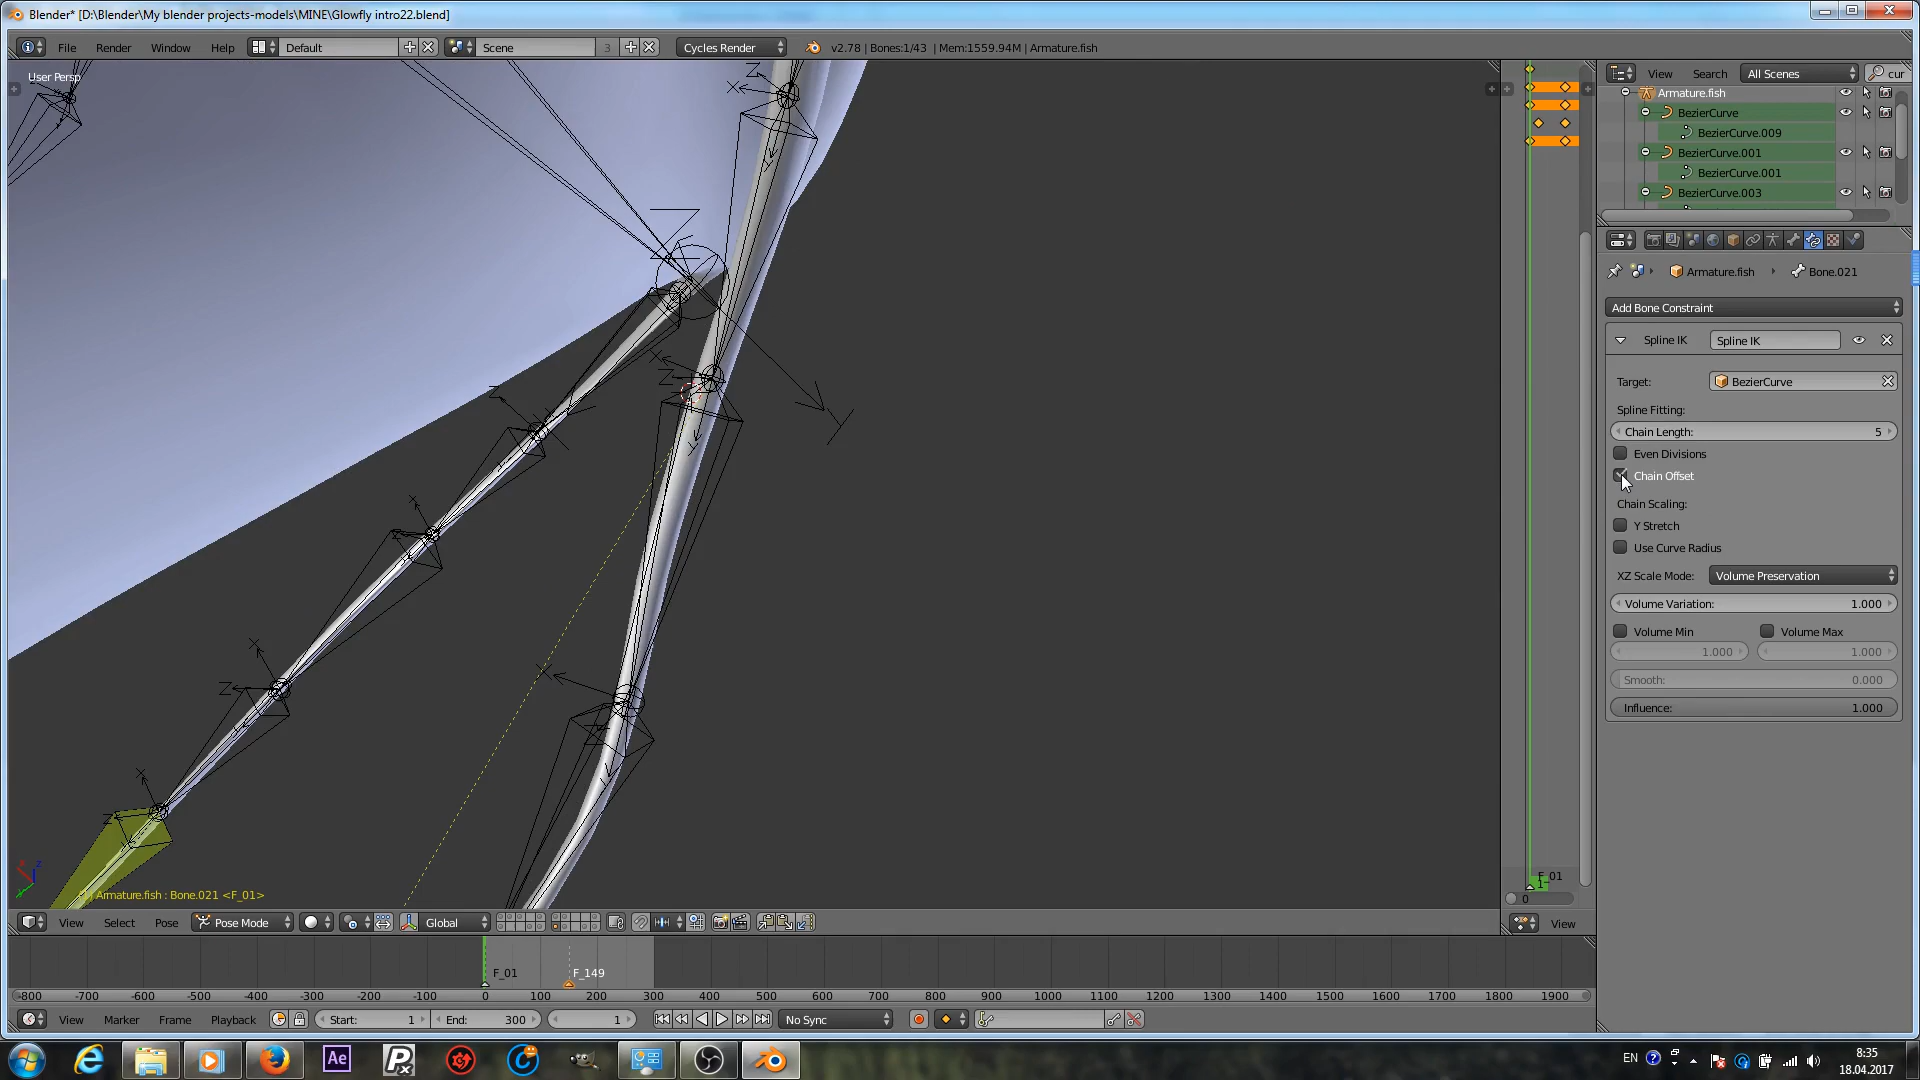 Blender* [D:\Blender\My blender projects-models\MINE\Glowfly intro22.blend]
File Render Window Help Default Scene 3 Cycles Render v2.78 | Bones:1/43 | Mem:1559.94M | Armature.fish
User Persp
View Search All Scenes cur
Armature.fish
BezierCurve
BezierCurve.009
BezierCurve.001
BezierCurve.001
BezierCurve.003
Armature.fish Bone.021
Add Bone Constraint
Spline IK Spline IK
Target: BezierCurve
Spline Fitting:
Chain Length: 5
Even Divisions
Chain Offset
Chain Scaling:
Y Stretch
Use Curve Radius
XZ Scale Mode: Volume Preservation
Volume Variation: 1.000
Volume Min Volume Max
1.000 1.000
Smooth: 0.000
Influence: 1.000
Armature.fish : Bone.021 <F_01>
F_01
1
0
View Select Pose Pose Mode Global
View
F_01 F_149
-800 -700 -600 -500 -400 -300 -200 -100 0 100 200 300 400 500 600 700 800 900 1000 1100 1200 1300 1400 1500 1600 1700 1800 1900
View Marker Frame Playback Start: 1 End: 300 1 No Sync
Ae Px
EN 8:35
18.04.2017